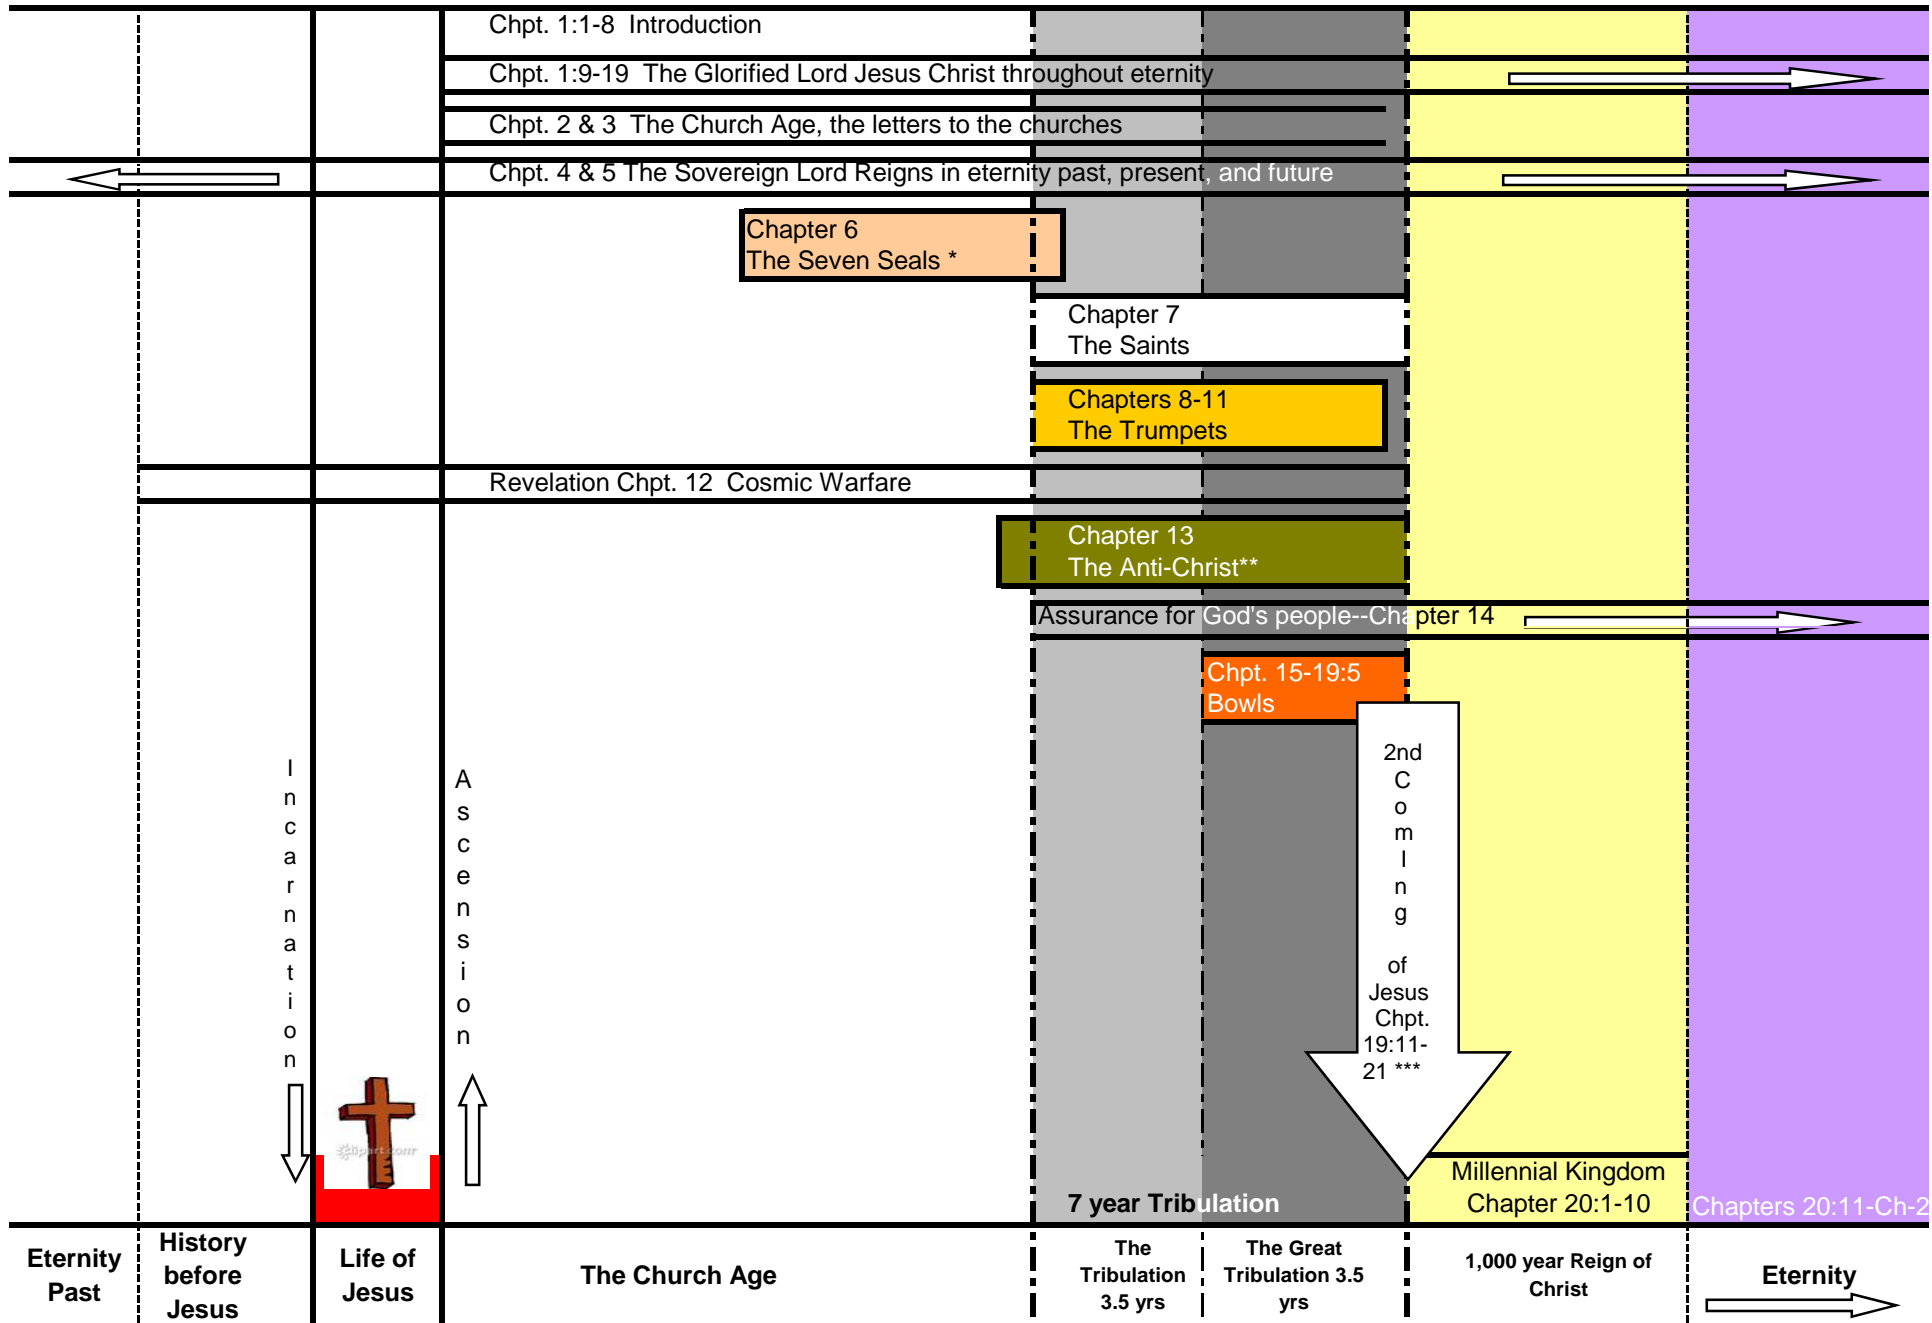 Chpt. 1:1-8  Introduction
Chpt. 1:9-19  The Glorified Lord Jesus Christ throughout eternity
Chpt. 2 & 3  The Church Age, the letters to the churches
Chpt. 4 & 5 The Sovereign Lord Reigns in eternity past, present, and future
Chapter 6
The Seven Seals *
Chapter 7
The Saints
Chapters 8-11
The Trumpets
Revelation Chpt. 12  Cosmic Warfare
Chapter 13
The Anti-Christ**
Assurance for God's people--Chapter 14
Chpt. 15-19:5
Bowls
Incarnation
Ascension
2nd
C
o
m
I
n
g
of
Jesus
Chpt.
19:11-
21 ***
clipart.com
7 year Tribulation
Millennial Kingdom
Chapter 20:1-10
Chapters 20:11-Ch-2
Eternity
Past
History
before
Jesus
Life of
Jesus
The Church Age
The
Tribulation
3.5 yrs
The Great
Tribulation 3.5
yrs
1,000 year Reign of
Christ
Eternity